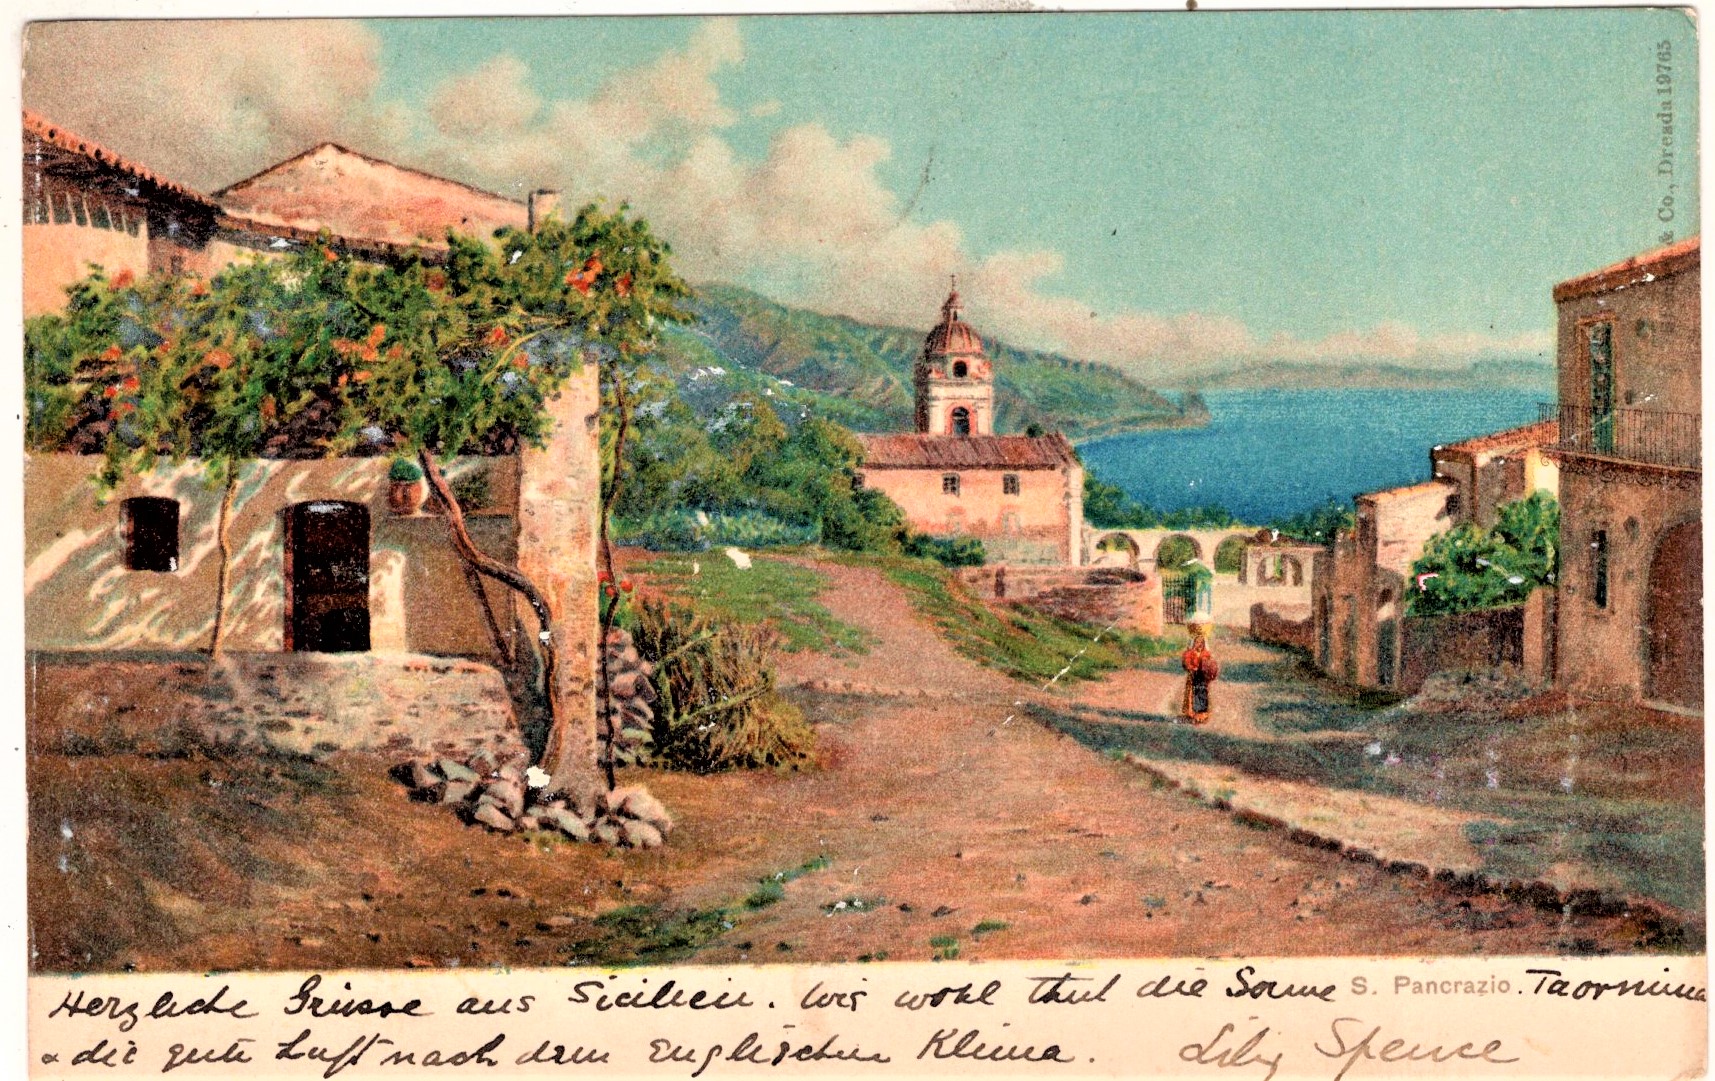 & Co., Dresda 19765
Herzliche Grüsse aus Sicilien. Wie wohl thut die Sonne S. Pancrazio. Taormina
& die gute Luft nach dem Englischen Klima. Lily Spence